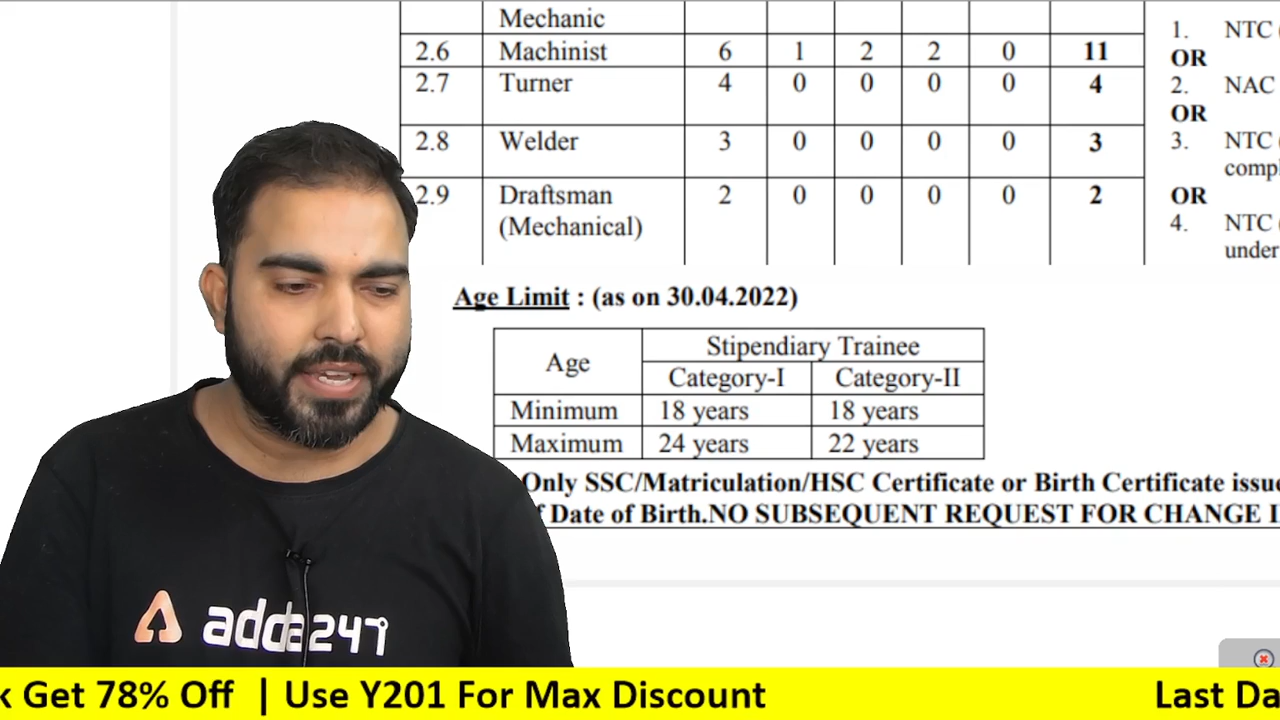 Mechanic
2.6 Machinist 6 1 2 2 0 11
2.7 Turner 4 0 0 0 0 4
2.8 Welder 3 0 0 0 0 3
2.9 Draftsman 2 0 0 0 0 2
(Mechanical)
1. NTC (
OR
2. NAC
OR
3. NTC (
compl
OR
4. NTC (
under
Age Limit : (as on 30.04.2022)
Age Stipendiary Trainee
Category-I Category-II
Minimum 18 years 18 years
Maximum 24 years 22 years
Only SSC/Matriculation/HSC Certificate or Birth Certificate issue
f Date of Birth.NO SUBSEQUENT REQUEST FOR CHANGE I
adda247
k Get 78% Off | Use Y201 For Max Discount Last Da